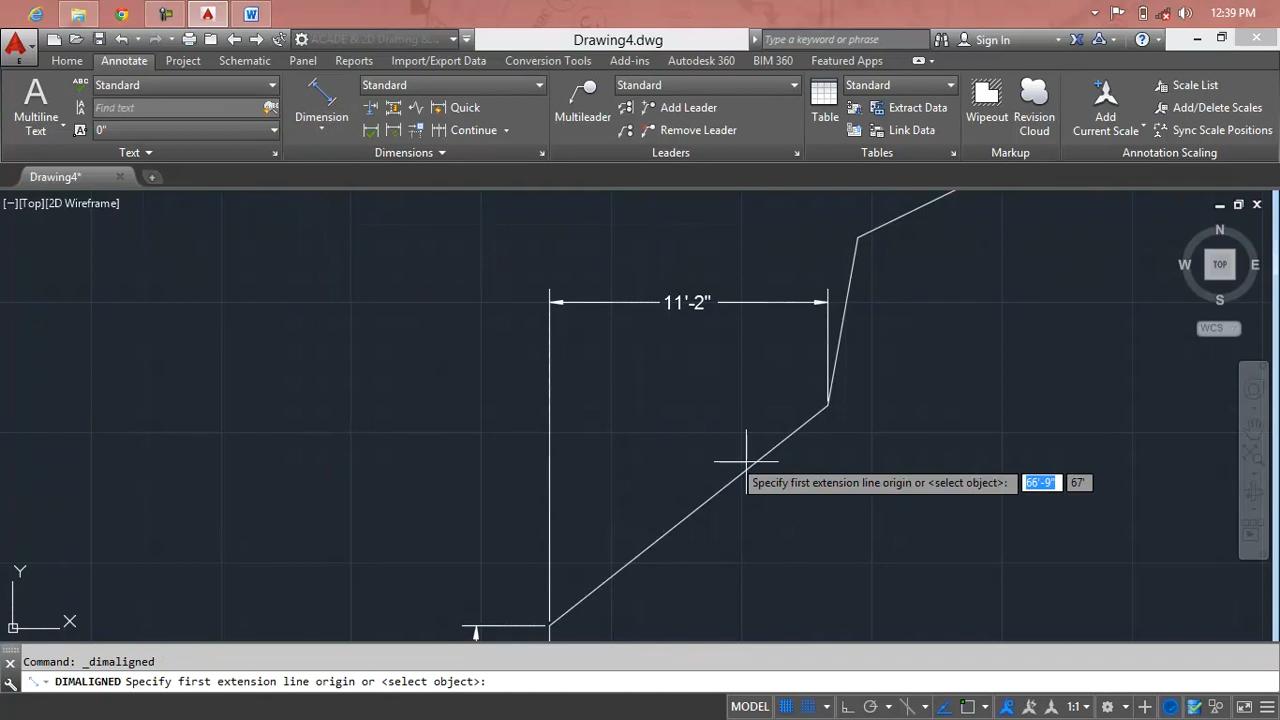 12:39 PM
ACADE & 2D Drafting &
Drawing4.dwg
Type a keyword or phrase
Sign In
Home Annotate Project Schematic Panel Reports Import/Export Data Conversion Tools Add-ins Autodesk 360 BIM 360 Featured Apps
Standard
Standard
Standard
Standard
Scale List
Find text
Quick
Add Leader
Extract Data
Add/Delete Scales
Multiline
Text
Dimension
Multileader
Table
Wipeout
Revision
Cloud
Add
Current Scale
0"
Continue
Remove Leader
Link Data
Sync Scale Positions
Text
Dimensions
Leaders
Tables
Markup
Annotation Scaling
Drawing4*
[−][Top][2D Wireframe]
N
W TOP E
S
WCS
11'-2"
Specify first extension line origin or <select object>: 66'-9" 67'
Y
X
Command: _dimaligned
DIMALIGNED Specify first extension line origin or <select object>:
MODEL
1:1